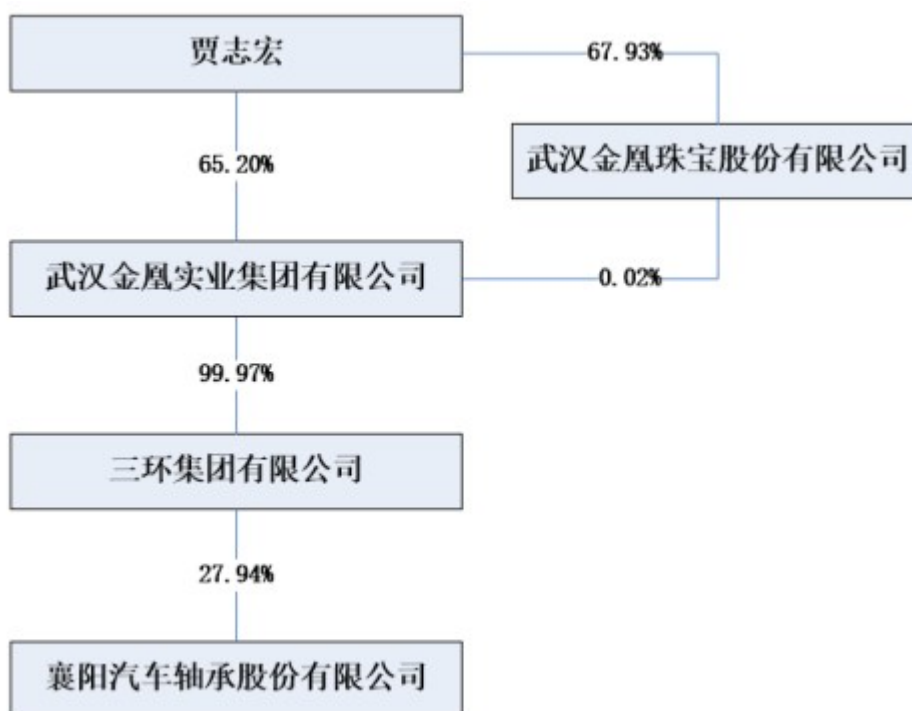 贾志宏
67.93%
武汉金凰珠宝股份有限公司
65.20%
武汉金凰实业集团有限公司
0.02%
99.97%
三环集团有限公司
27.94%
襄阳汽车轴承股份有限公司